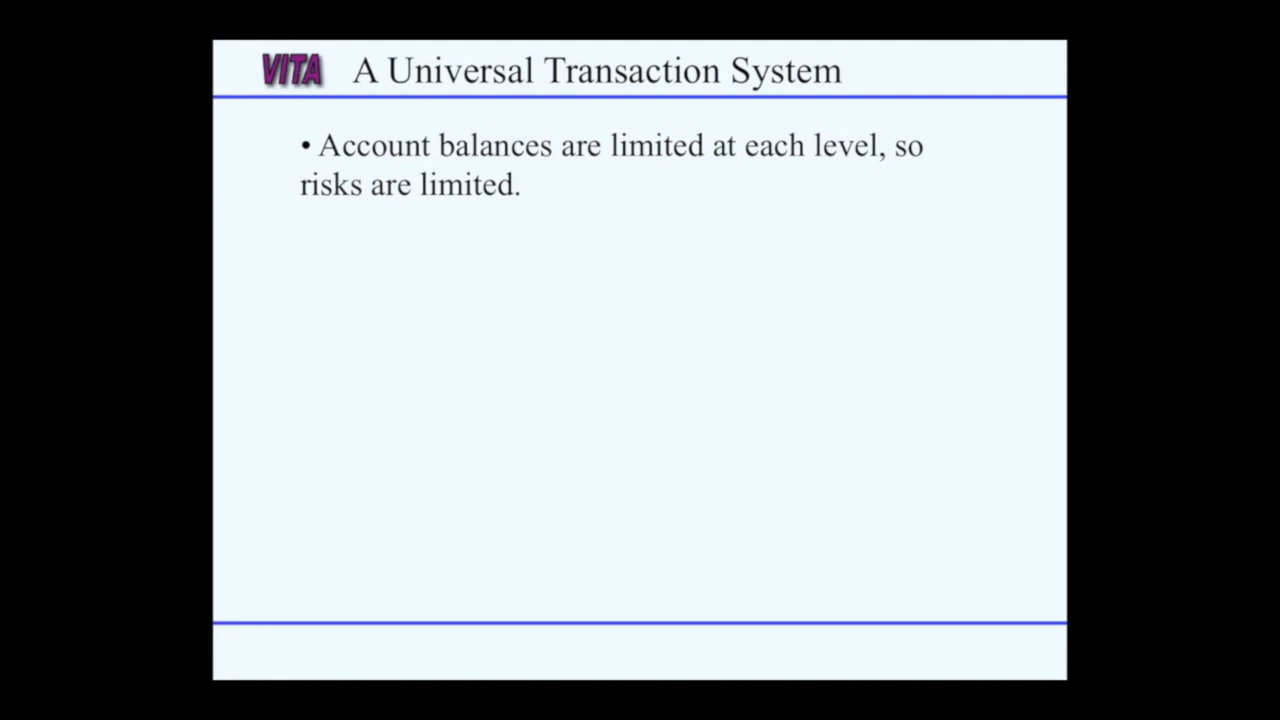 VITA A Universal Transaction System
• Account balances are limited at each level, so
risks are limited.